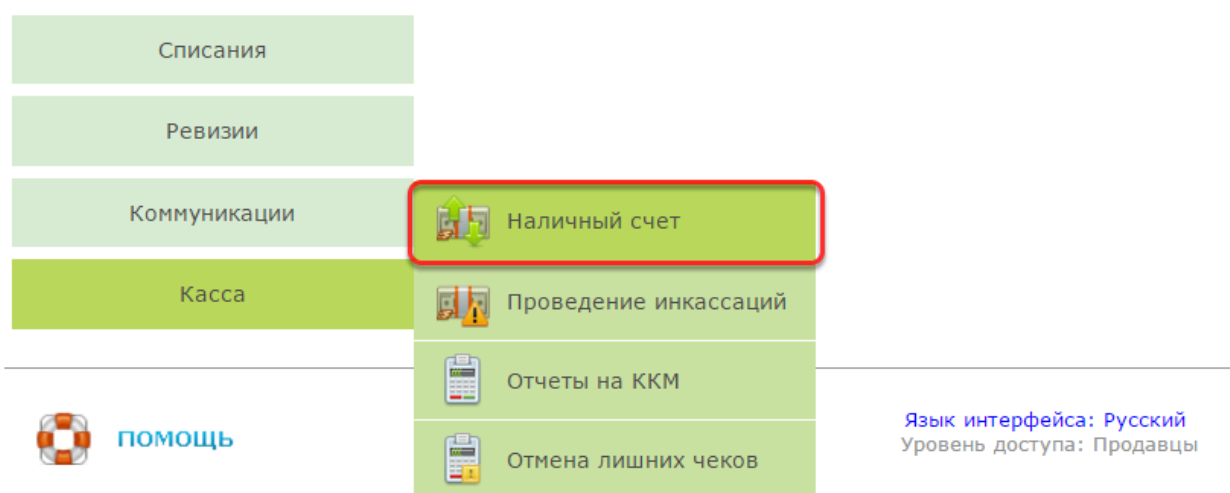 Списания
Ревизии
Коммуникации
Касса
Наличный счет
Проведение инкассаций
Отчеты на ККМ
Отмена лишних чеков
помощь
Язык интерфейса: Русский
Уровень доступа: Продавцы